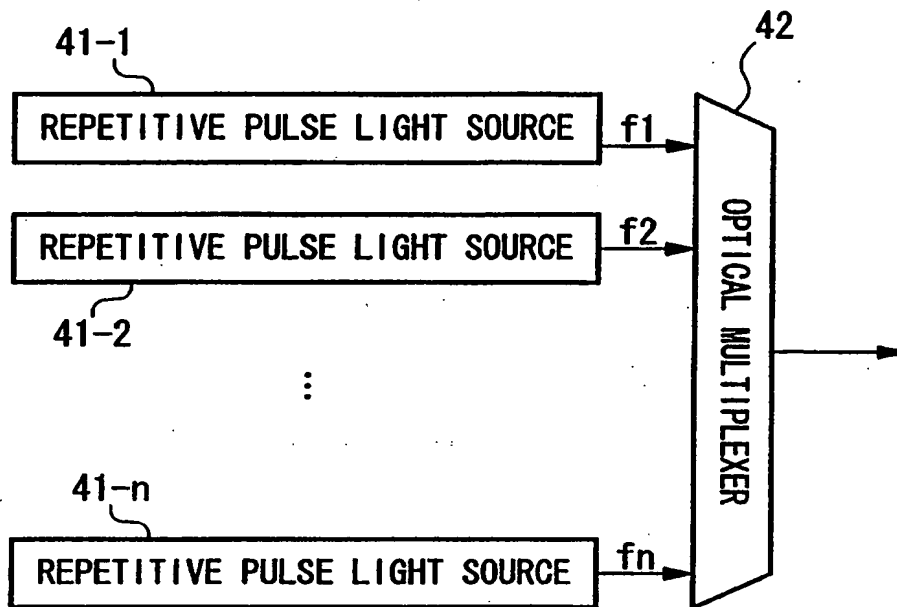 41-1
42
REPETITIVE PULSE LIGHT SOURCE
f1
REPETITIVE PULSE LIGHT SOURCE
f2
41-2
OPTICAL MULTIPLEXER
⋮
41-n
REPETITIVE PULSE LIGHT SOURCE
fn